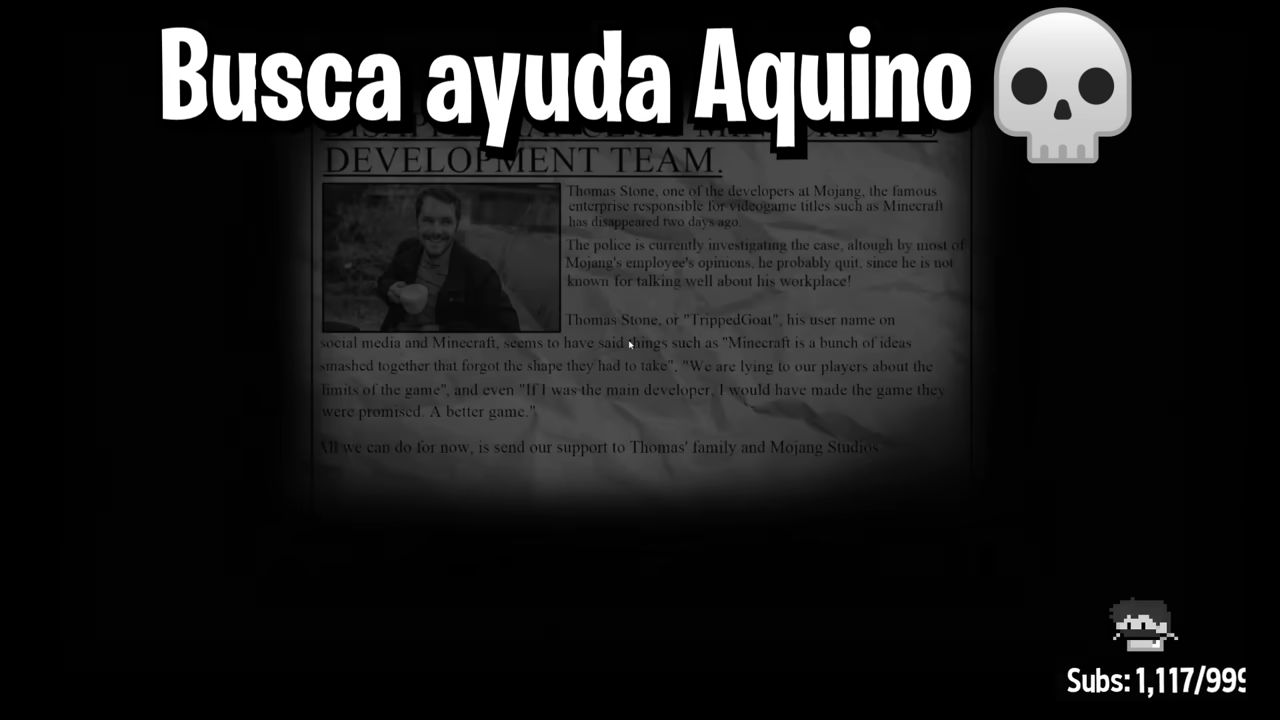 Busca ayuda Aquino
DEVELOPMENT TEAM.
Thomas Stone, one of the developers at Mojang, the famous
enterprise responsible for videogame titles such as Minecraft
has disappeared two days ago.
The police is currently investigating the case, altough by most of
Mojang's employee's opinions, he probably quit, since he is not
known for talking well about his workplace!
Thomas Stone, or "TrippedGoat", his user name on
social media and Minecraft, seems to have said things such as "Minecraft is a bunch of ideas
smashed together that forgot the shape they had to take", "We are lying to our players about the
limits of the game", and even "If I was the main developer, I would have made the game they
were promised. A better game."
All we can do for now, is send our support to Thomas' family and Mojang Studios
Subs: 1,117/999